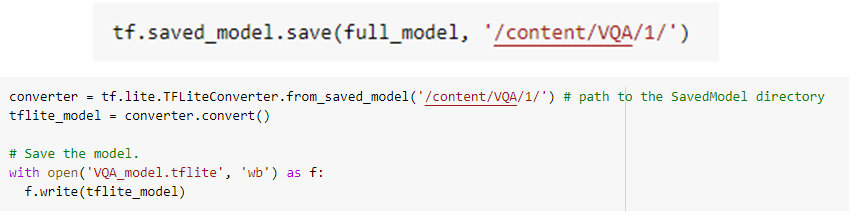 tf.saved_model.save(full_model, '/content/VQA/1/')
converter = tf.lite.TFLiteConverter.from_saved_model('/content/VQA/1/') # path to the SavedModel directory
tflite_model = converter.convert()
# Save the model.
with open('VQA_model.tflite', 'wb') as f:
  f.write(tflite_model)